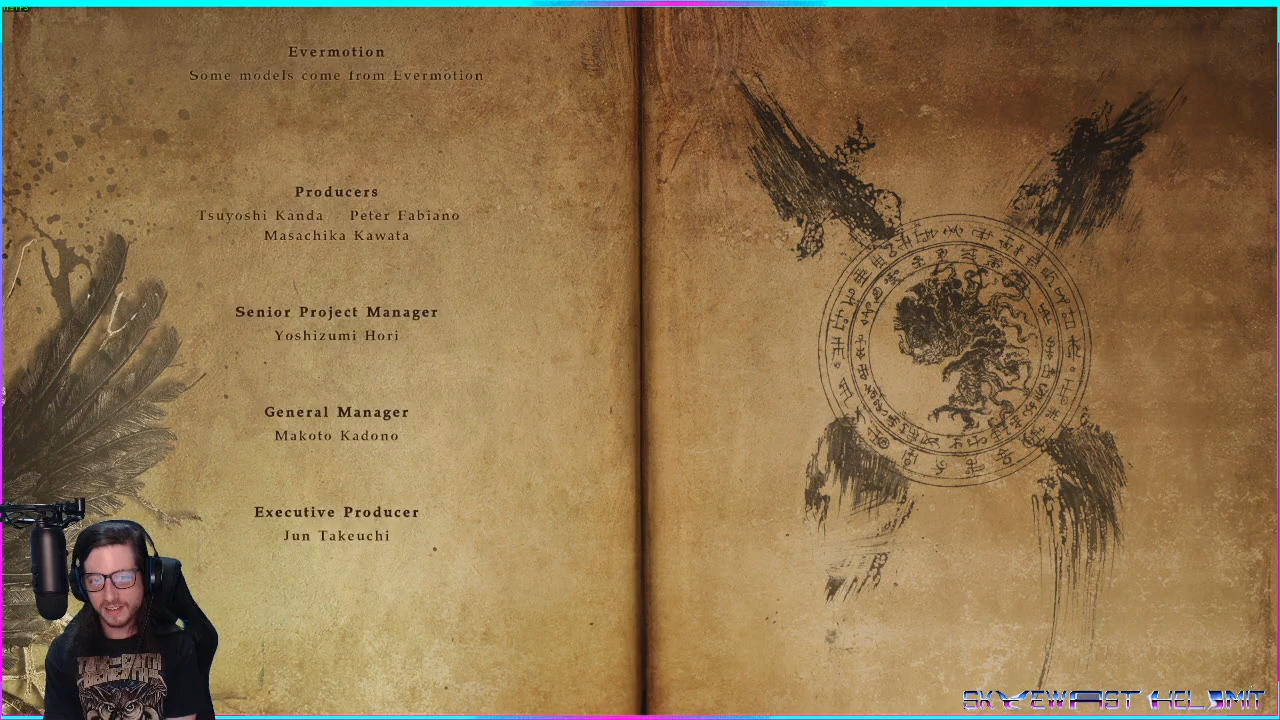 Evermotion
Some models come from Evermotion
Producers
Tsuyoshi Kanda Peter Fabiano
Masachika Kawata
Senior Project Manager
Yoshizumi Hori
General Manager
Makoto Kadono
Executive Producer
Jun Takeuchi